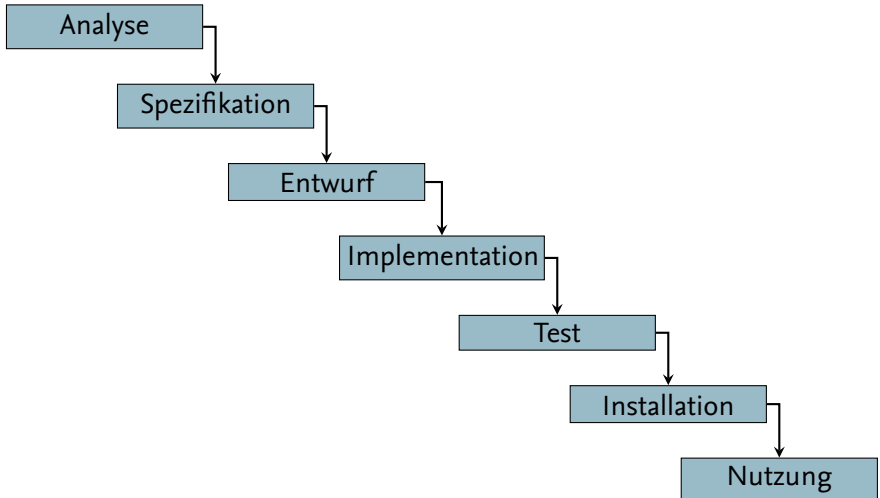 Analyse
Spezifikation
Entwurf
Implementation
Test
Installation
Nutzung